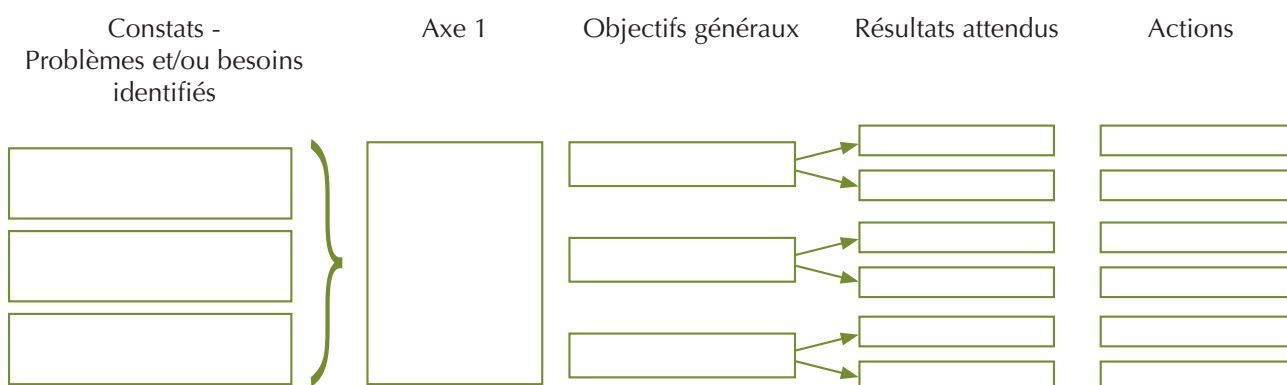 Constats -
Problèmes et/ou besoins
identifiés
Axe 1
Objectifs généraux
Résultats attendus
Actions